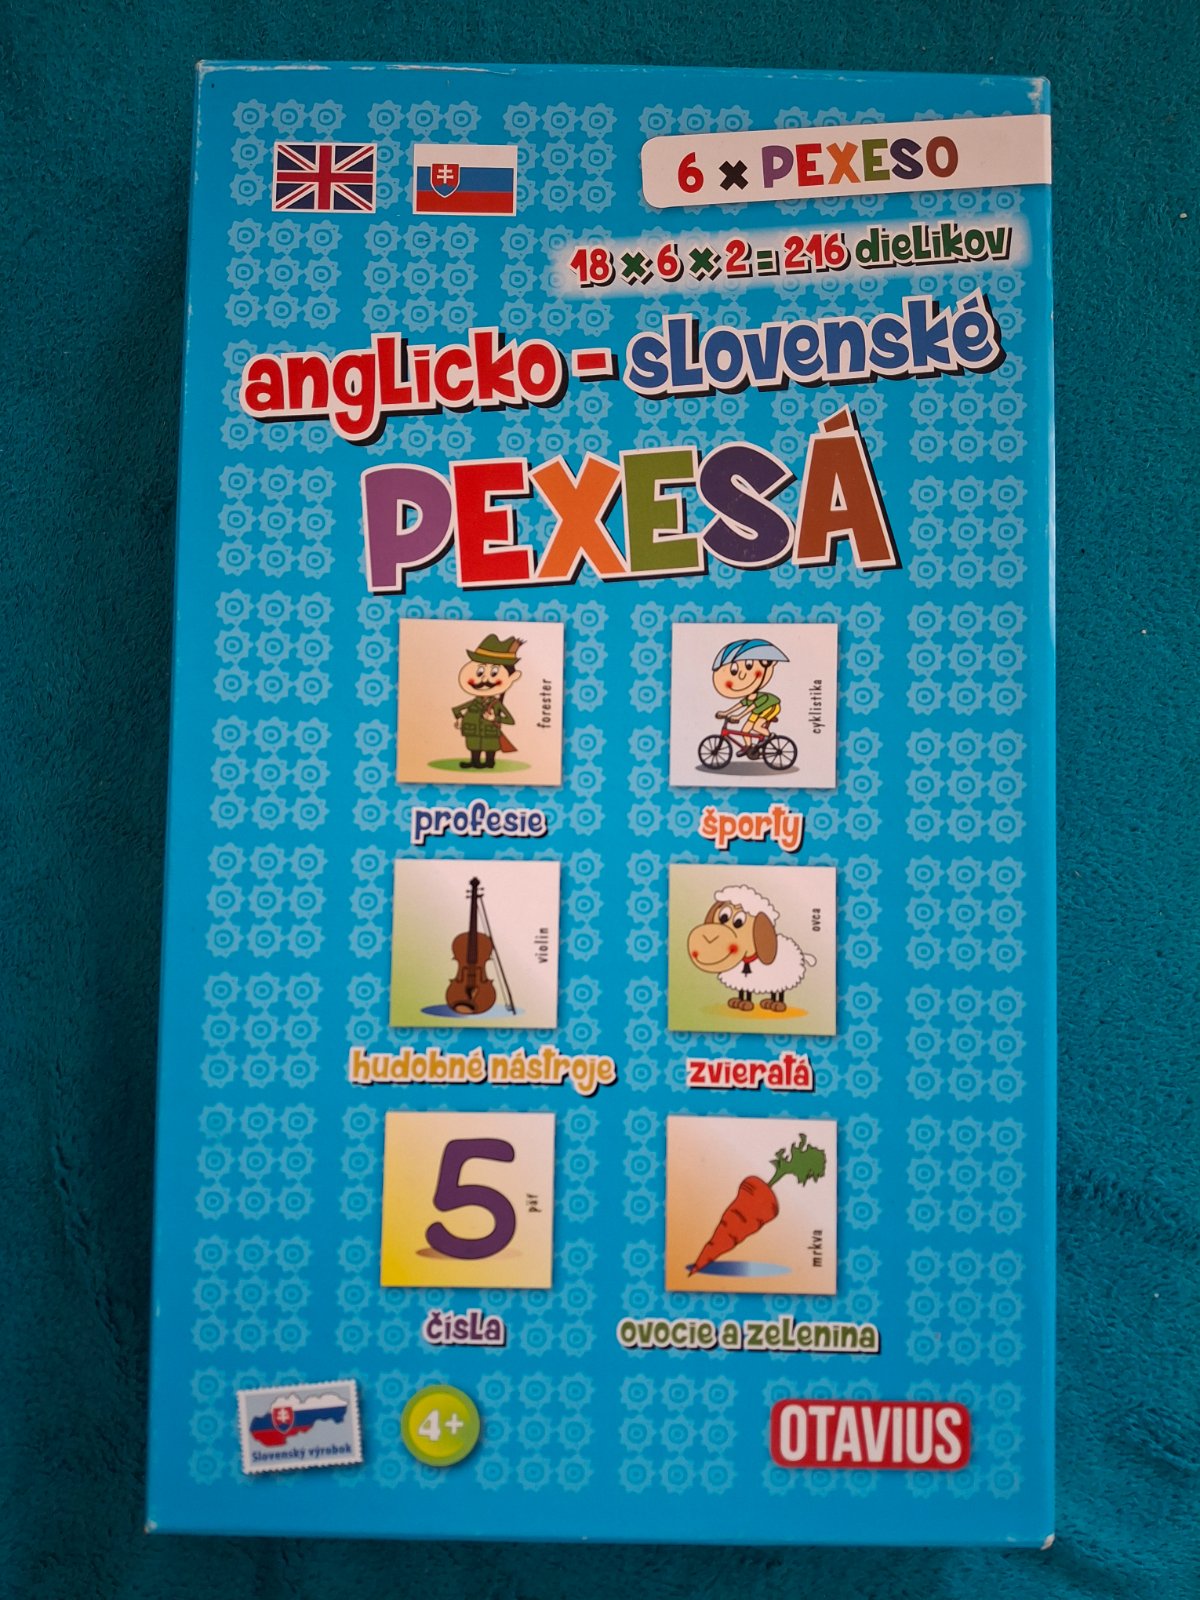 6 x PEXESO
18 x 6 x 2 = 216 dielikov
anglicko - slovenské
PEXESÁ
forester
cyklistika
profesie
športy
violin
ovca
hudobné nástroje
zvieratá
5
päť
mrkva
čísla
ovocie a zelenina
Slovenský výrobok
4+
OTAVIUS